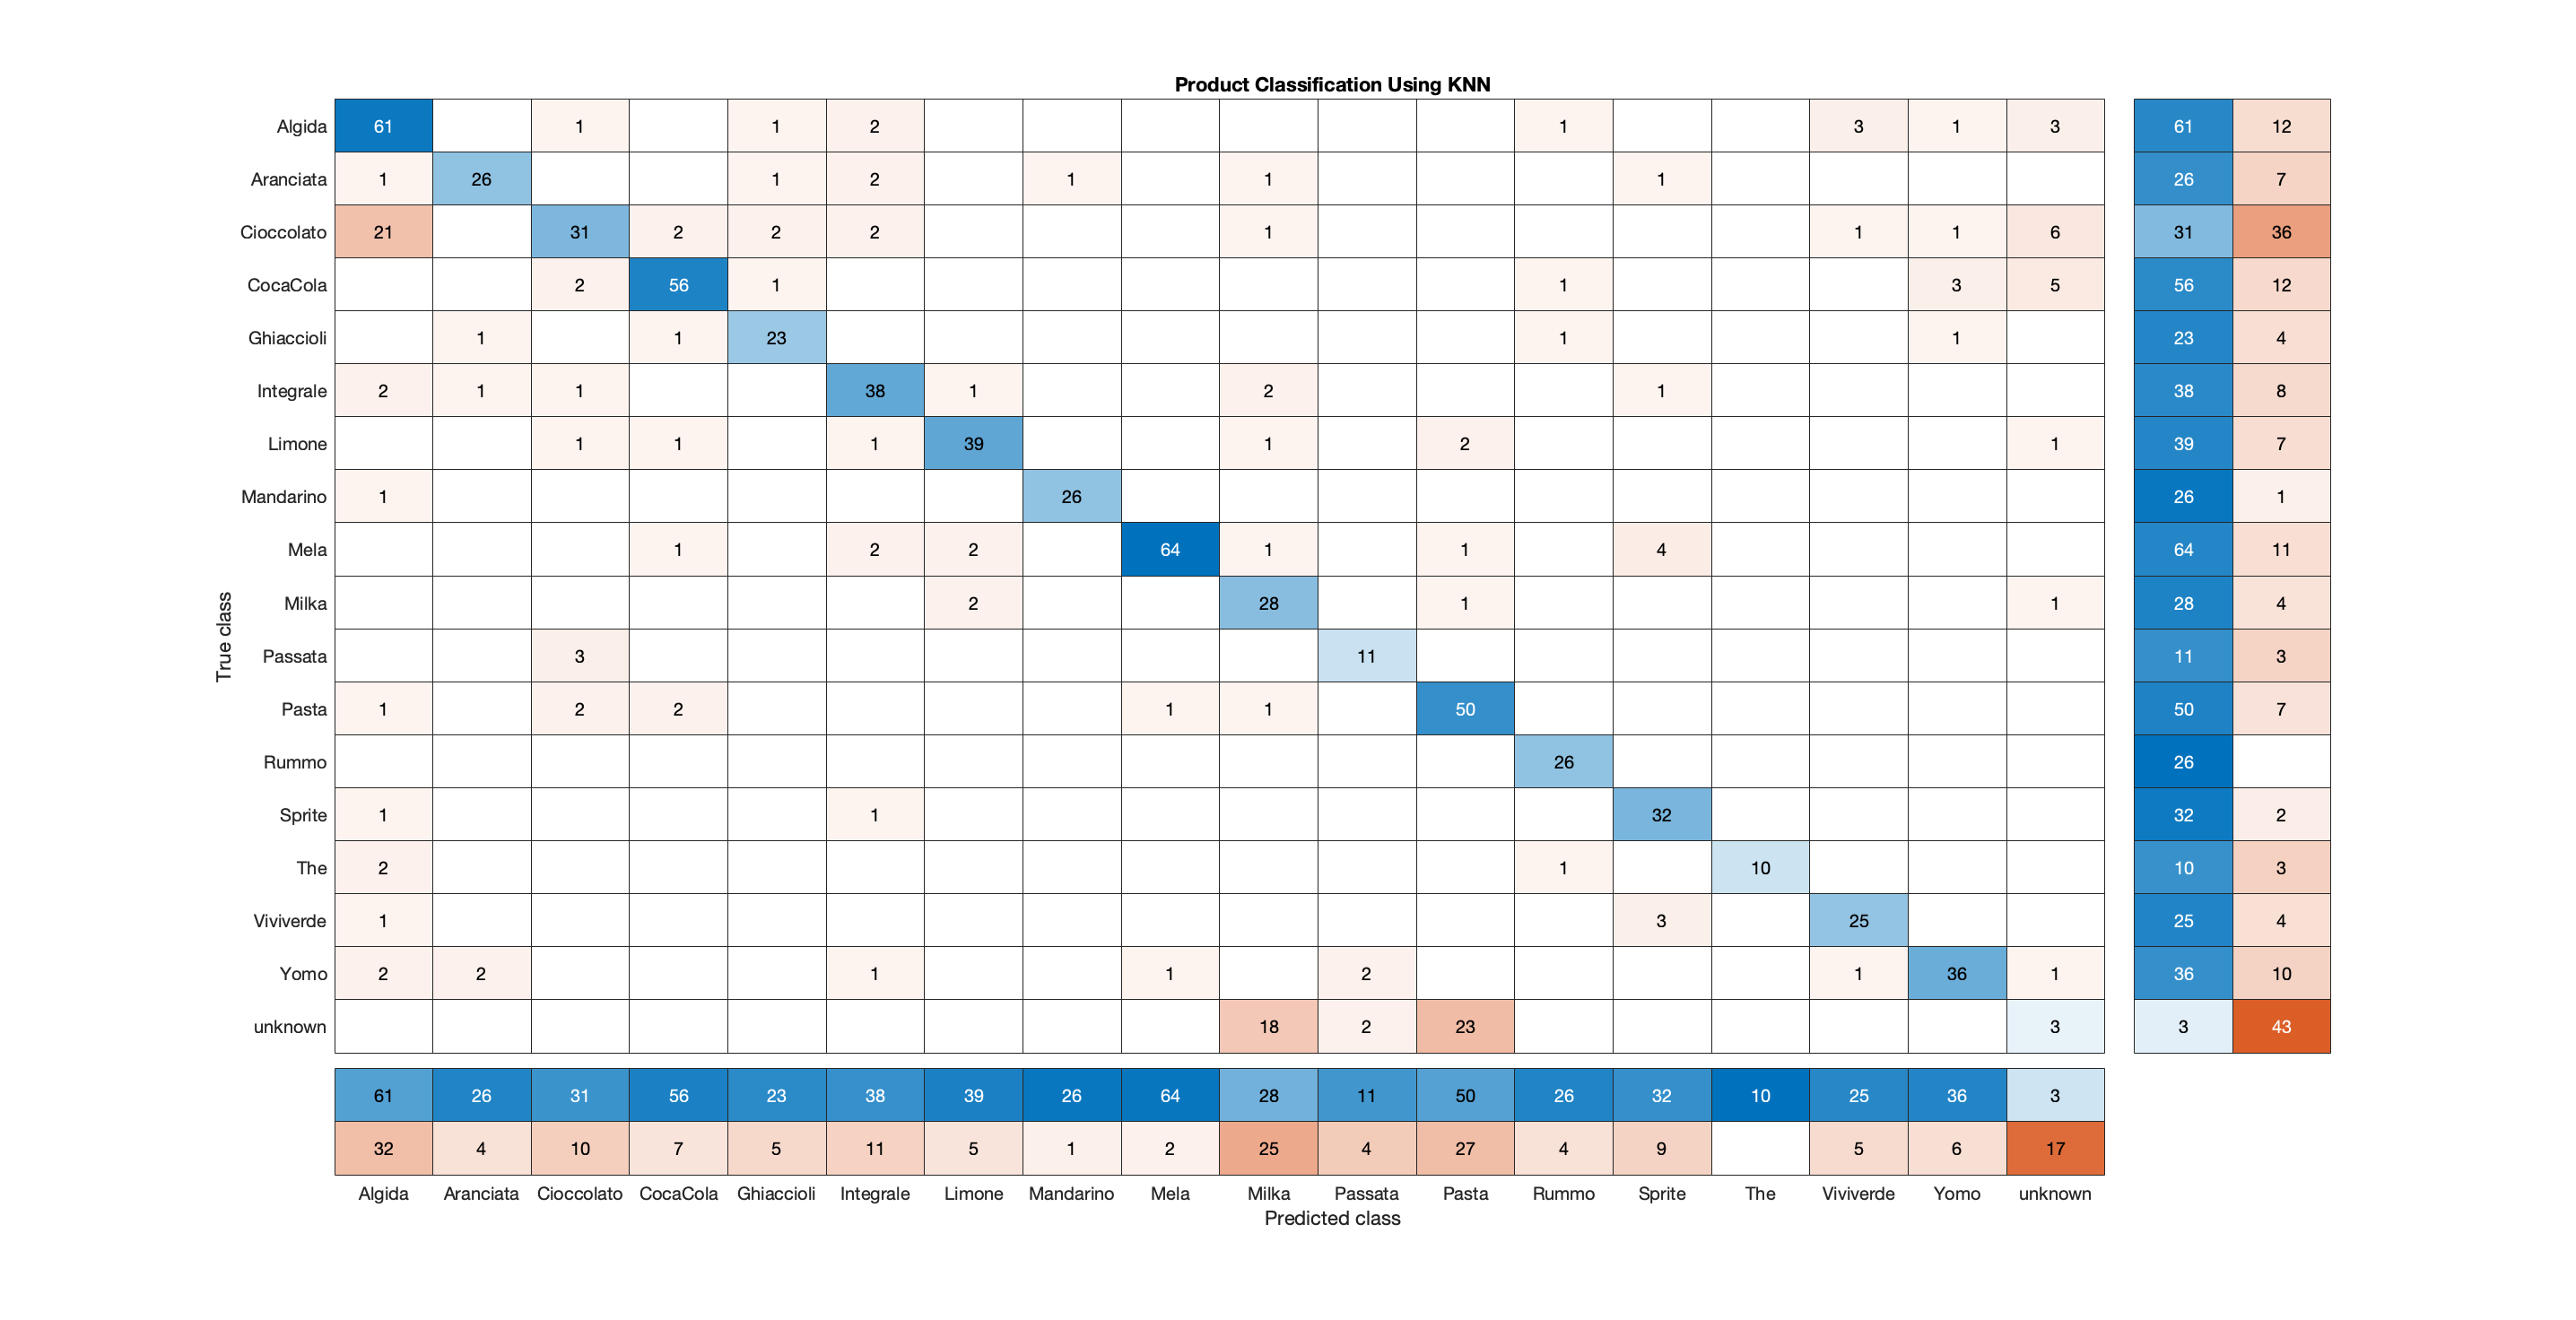 Product Classification Using KNN
Algida 61 1 1 2 1 3 1 3 61 12
Aranciata 1 26 1 2 1 1 1 26 7
Cioccolato 21 31 2 2 2 1 1 1 6 31 36
CocaCola 2 56 1 1 3 5 56 12
Ghiaccioli 1 1 23 1 1 23 4
Integrale 2 1 1 38 1 2 1 38 8
Limone 1 1 1 39 1 2 1 39 7
Mandarino 1 26 26 1
Mela 1 2 2 64 1 1 4 64 11
Milka 2 28 1 1 28 4
Passata 3 11 11 3
Pasta 1 2 2 1 1 50 50 7
Rummo 26 26
Sprite 1 1 32 32 2
The 2 1 10 10 3
Viviverde 1 3 25 25 4
Yomo 2 2 1 1 2 1 36 1 36 10
unknown 18 2 23 3 3 43
True class
61 26 31 56 23 38 39 26 64 28 11 50 26 32 10 25 36 3
32 4 10 7 5 11 5 1 2 25 4 27 4 9 5 6 17
Algida Aranciata Cioccolato CocaCola Ghiaccioli Integrale Limone Mandarino Mela Milka Passata Pasta Rummo Sprite The Viviverde Yomo unknown
Predicted class